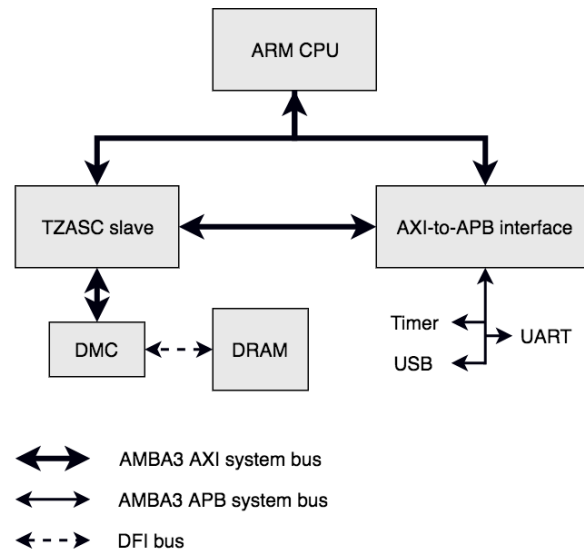 ARM CPU
TZASC slave
AXI-to-APB interface
DMC
DRAM
Timer
UART
USB
AMBA3 AXI system bus
AMBA3 APB system bus
DFI bus